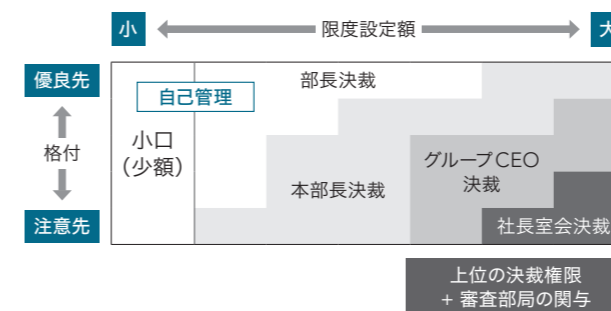 小 限度設定額 大
優良先
格付
注意先
自己管理
部長決裁
小口
(少額)
本部長決裁
グループCEO
決裁
社長室会決裁
上位の決裁権限
+ 審査部局の関与